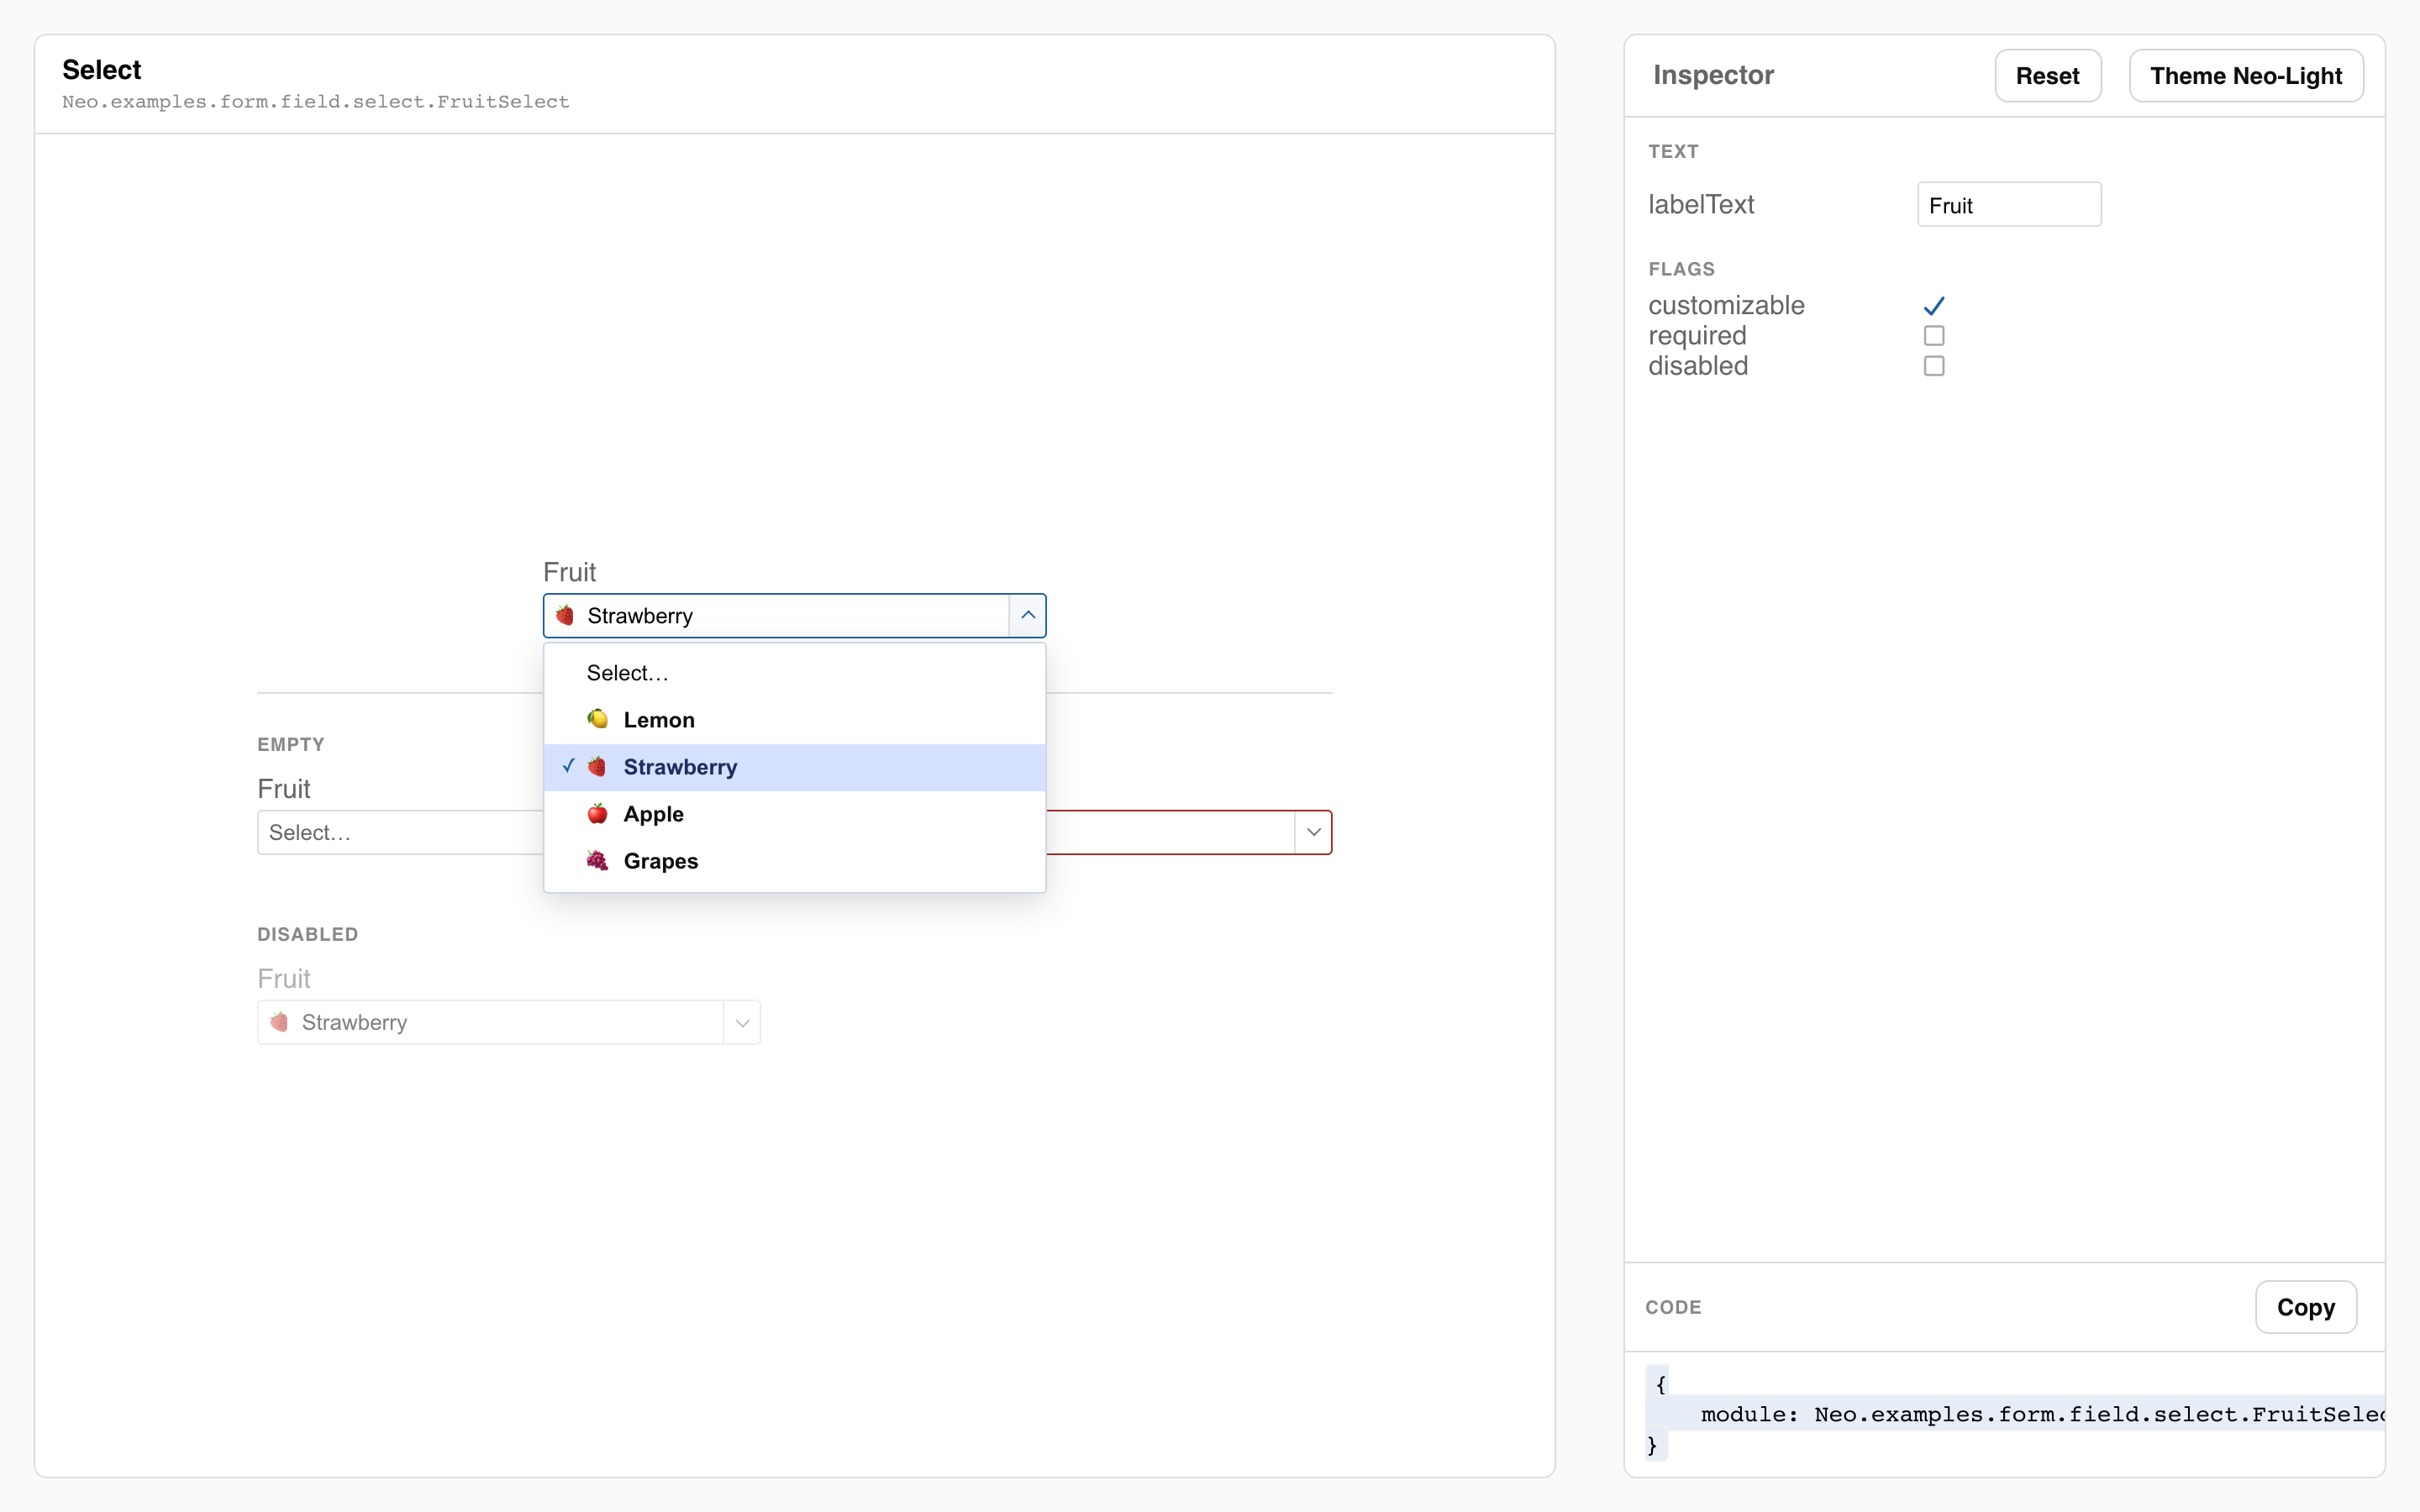 Select
Neo.examples.form.field.select.FruitSelect
Fruit
Strawberry
Select…
Lemon
✓ Strawberry
Apple
Grapes
EMPTY
Fruit
Select…
DISABLED
Fruit
Strawberry
Inspector
Reset
Theme Neo-Light
TEXT
labelText
Fruit
FLAGS
customizable
required
disabled
CODE
Copy
{
module: Neo.examples.form.field.select.FruitSelec
}